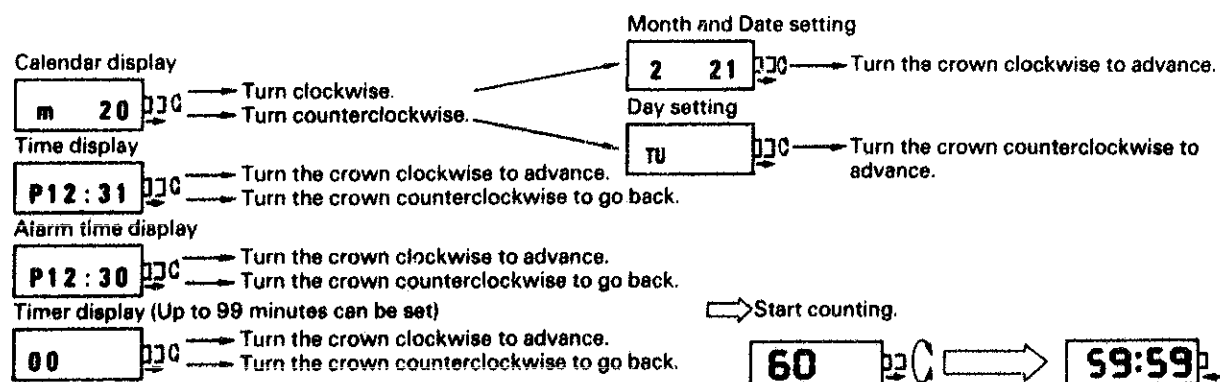 Month and Date setting
Calendar display
2 21
Turn the crown clockwise to advance.
m 20
Turn clockwise.
Turn counterclockwise.
Day setting
TU
Turn the crown counterclockwise to
advance.
Time display
P12:31
Turn the crown clockwise to advance.
Turn the crown counterclockwise to go back.
Alarm time display
P12:30
Turn the crown clockwise to advance.
Turn the crown counterclockwise to go back.
Timer display (Up to 99 minutes can be set)
00
Turn the crown clockwise to advance.
Turn the crown counterclockwise to go back.
Start counting.
60
59:59